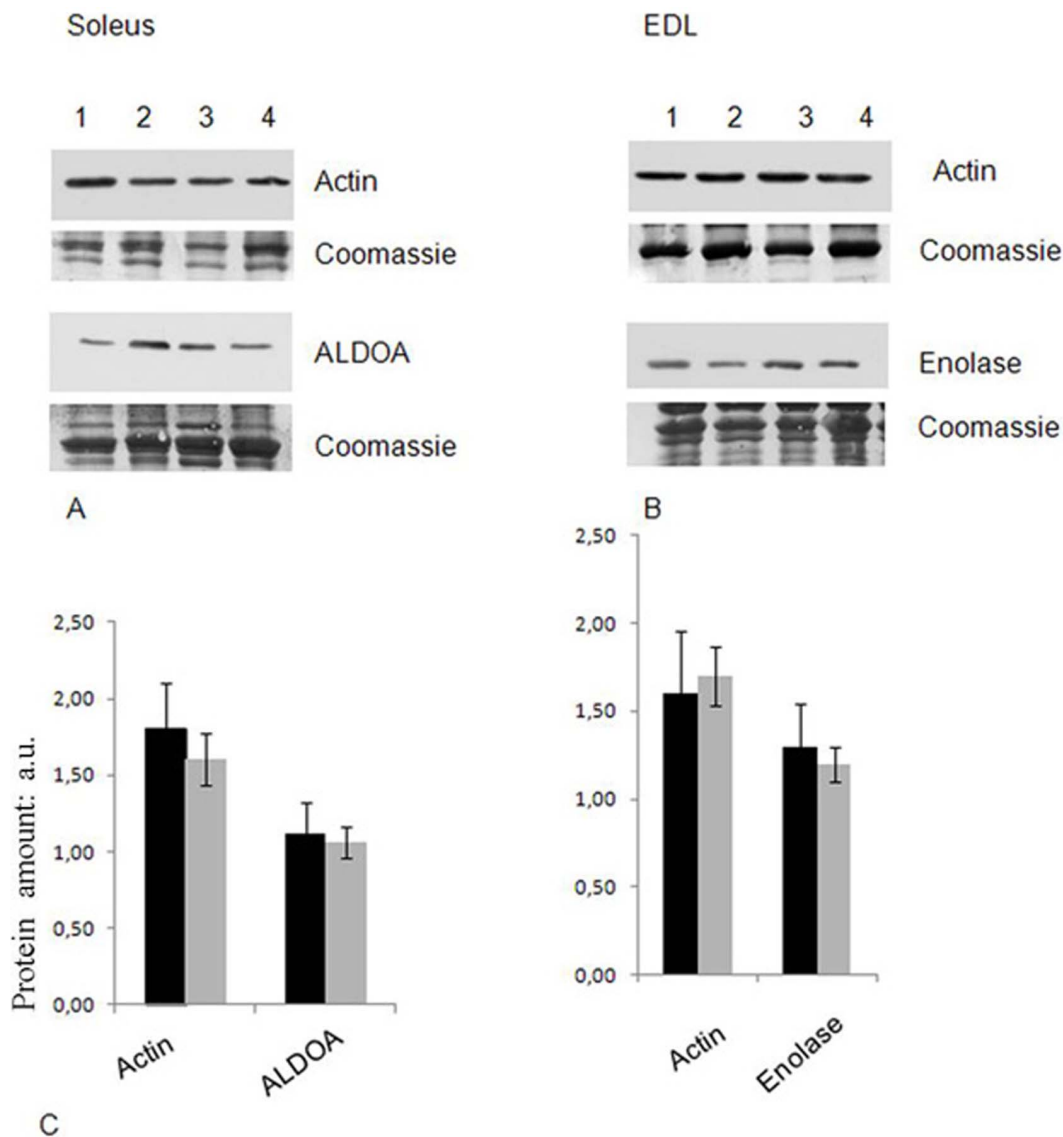 Soleus
EDL
1 2 3 4
1 2 3 4
Actin
Actin
Coomassie
Coomassie
ALDOA
Enolase
Coomassie
Coomassie
A
B
Protein amount: a.u.
2,50
2,00
1,50
1,00
0,50
0,00
Actin
ALDOA
2,50
2,00
1,50
1,00
0,50
0,00
Actin
Enolase
C